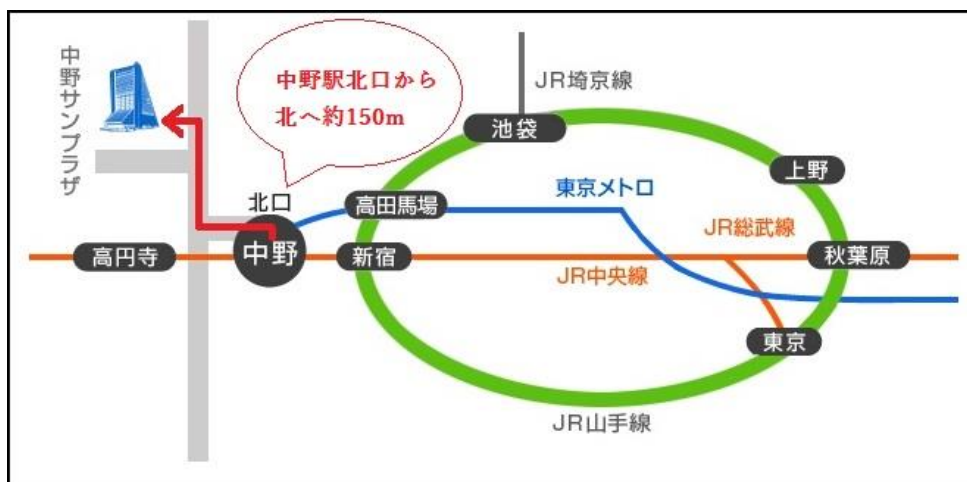 中野サンプラザ
中野駅北口から
北へ約150m
JR埼京線
池袋
上野
北口
高田馬場
東京メトロ
JR総武線
高円寺
中野
新宿
JR中央線
秋葉原
東京
JR山手線